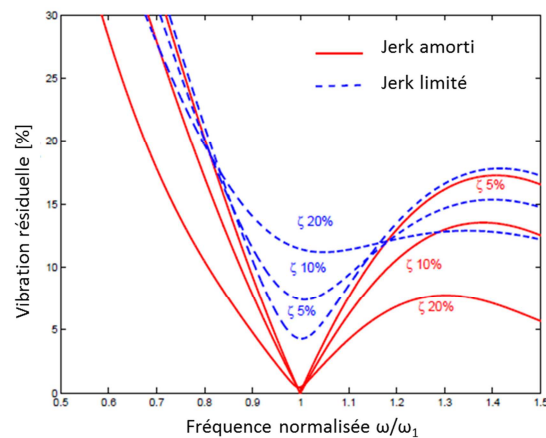 30
25
20
15
10
5
0
Vibration résiduelle [%]
Jerk amorti
Jerk limité
ζ 20%
ζ 10%
ζ 5%
ζ 5%
ζ 10%
ζ 20%
0.5 0.6 0.7 0.8 0.9 1 1.1 1.2 1.3 1.4 1.5
Fréquence normalisée ω/ω₁